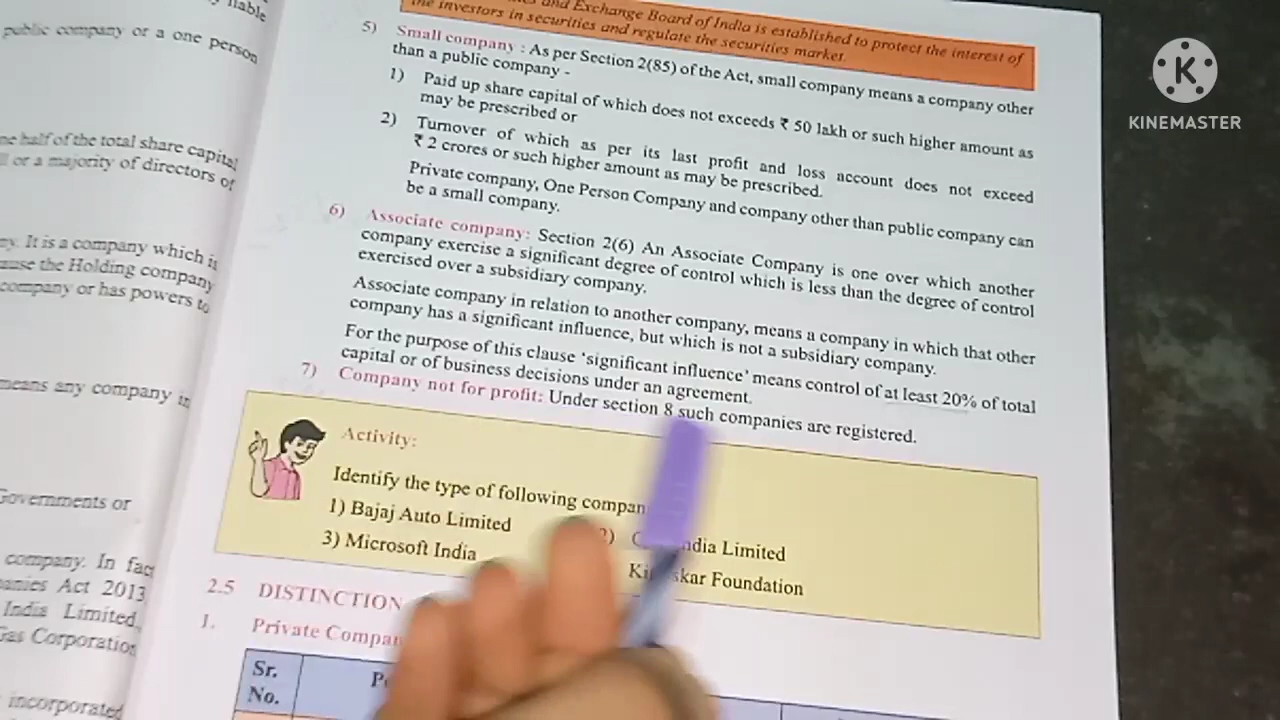 liable
public company or a one person
ne half of the total share capital
or a majority of directors of
It is a company which is
the Holding company
company or has powers to
means any company in
Governments or
company. In fact
Act 2013
India Limited,
Gas Corporation
incorporated
and Exchange Board of India is established to protect the interest of
the investors in securities and regulate the securities market.
5) Small company : As per Section 2(85) of the Act, small company means a company other
than a public company -
1) Paid up share capital of which does not exceeds ₹ 50 lakh or such higher amount as
may be prescribed or
2) Turnover of which as per its last profit and loss account does not exceed
₹ 2 crores or such higher amount as may be prescribed.
Private company, One Person Company and company other than public company can
be a small company.
6) Associate company: Section 2(6) An Associate Company is one over which another
company exercise a significant degree of control which is less than the degree of control
exercised over a subsidiary company.
Associate company in relation to another company, means a company in which that other
company has a significant influence, but which is not a subsidiary company.
For the purpose of this clause 'significant influence' means control of at least 20% of total
capital or of business decisions under an agreement.
7) Company not for profit: Under section 8 such companies are registered.
Activity:
Identify the type of following compan
1) Bajaj Auto Limited 2) India Limited
3) Microsoft India Foundation
2.5 DISTINCTION
1. Private Compan
Sr.
No.
K
KINEMASTER